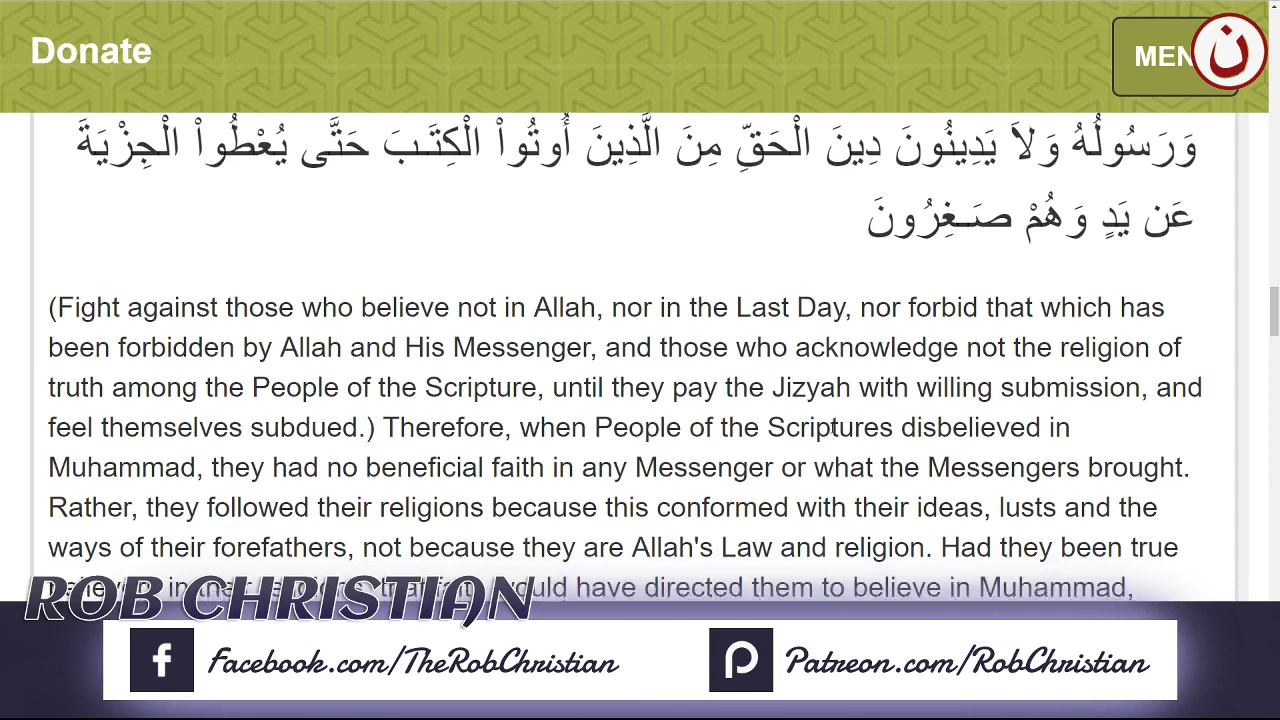 Donate
MEN
ن
وَرَسُولُهُ وَلاَ يَدِينُونَ دِينَ الْحَقِّ مِنَ الَّذِينَ أُوتُواْ الْكِتَـبَ حَتَّى يُعْطُواْ الْجِزْيَةَ
عَن يَدٍ وَهُمْ صَـغِرُونَ
(Fight against those who believe not in Allah, nor in the Last Day, nor forbid that which has
been forbidden by Allah and His Messenger, and those who acknowledge not the religion of
truth among the People of the Scripture, until they pay the Jizyah with willing submission, and
feel themselves subdued.) Therefore, when People of the Scriptures disbelieved in
Muhammad, they had no beneficial faith in any Messenger or what the Messengers brought.
Rather, they followed their religions because this conformed with their ideas, lusts and the
ways of their forefathers, not because they are Allah's Law and religion. Had they been true
would have directed them to believe in Muhammad,
ROB CHRISTIAN
f Facebook.com/TheRobChristian
Patreon.com/RobChristian